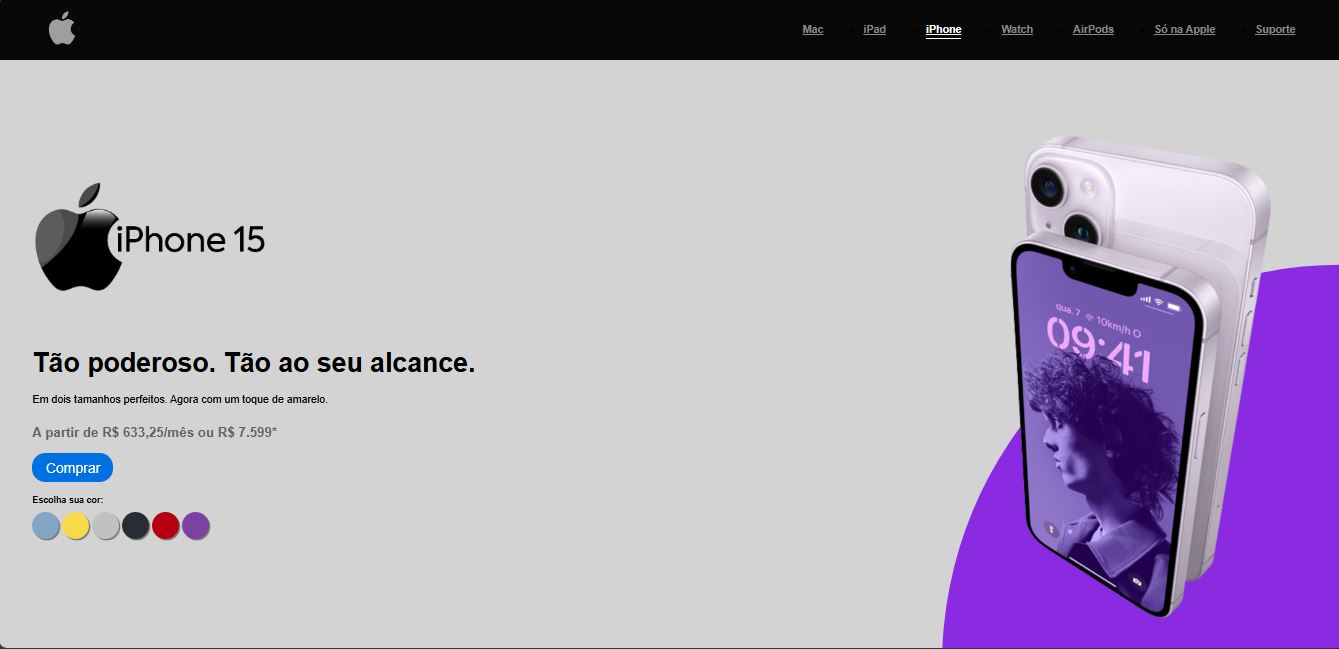 Mac iPad iPhone Watch AirPods Só na Apple Suporte
iPhone 15
Tão poderoso. Tão ao seu alcance.
Em dois tamanhos perfeitos. Agora com um toque de amarelo.
A partir de R$ 633,25/mês ou R$ 7.599*
Comprar
Escolha sua cor:
qua. 7 10km/h O
09:41